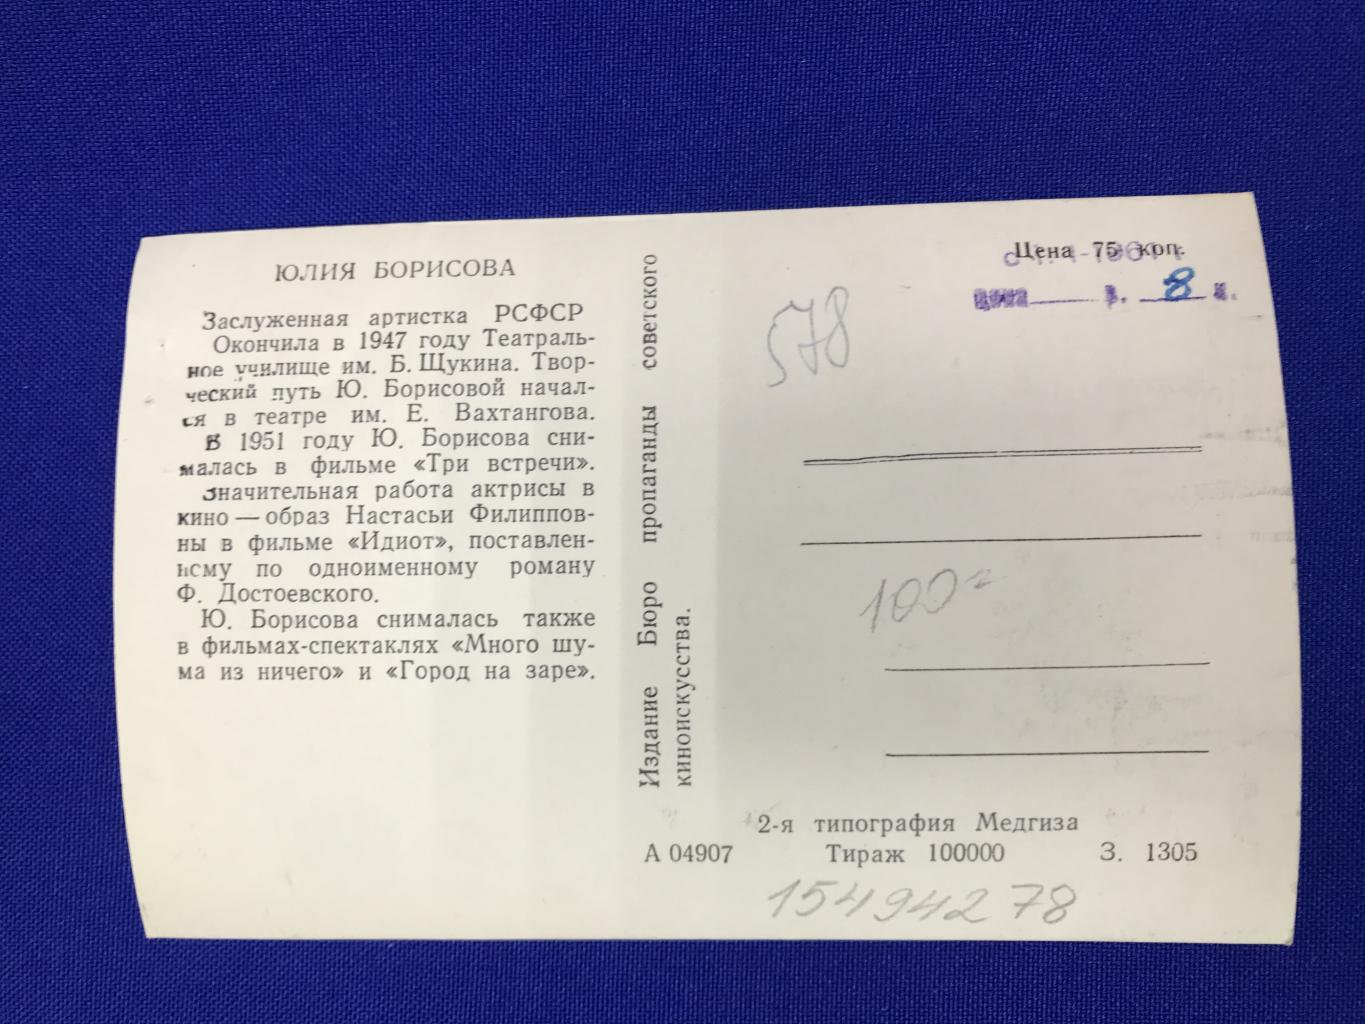 ЮЛИЯ БОРИСОВА
Заслуженная артистка РСФСР
Окончила в 1947 году Театраль-
ное училище им. Б. Щукина. Твор-
ческий путь Ю. Борисовой начал-
ся в театре им. Е. Вахтангова.
В 1951 году Ю. Борисова сни-
малась в фильме «Три встречи».
Значительная работа актрисы в
кино — образ Настасьи Филиппов-
ны в фильме «Идиот», поставлен-
ному по одноименному роману
Ф. Достоевского.
Ю. Борисова снималась также
в фильмах-спектаклях «Много шу-
ма из ничего» и «Город на заре».
Издание Бюро пропаганды советского
киноискусства.
Цена 75 коп.
цена р. 8 к.
578
100=
2-я типография Медгиза
А 04907 Тираж 100000 З. 1305
15494278